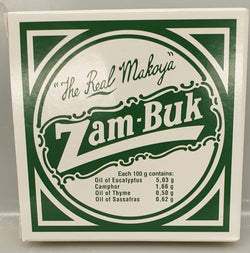 "The Real "Makoya"
Zam-Buk
Each 100 g contains:
Oil of Eucalyptus 5,03 g
Camphor 1,66 g
Oil of Thyme 0,50 g
Oil of Sassafras 0,62 g